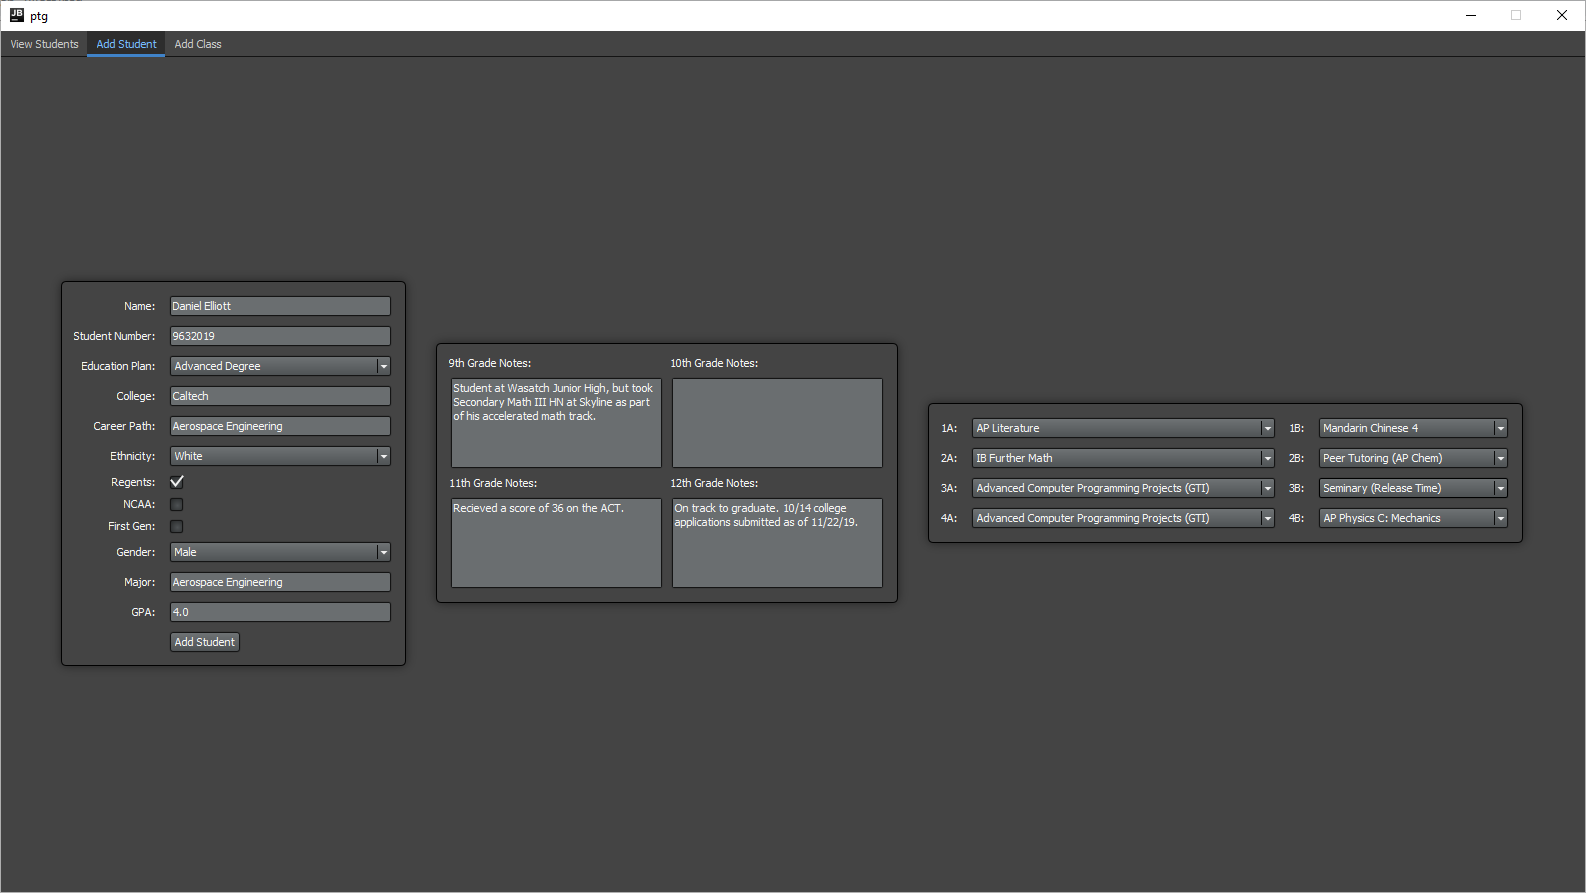 JB ptg
View Students Add Student Add Class
Name: Daniel Elliott
Student Number: 9632019
Education Plan: Advanced Degree
College: Caltech
Career Path: Aerospace Engineering
Ethnicity: White
Regents:
NCAA:
First Gen:
Gender: Male
Major: Aerospace Engineering
GPA: 4.0
Add Student
9th Grade Notes:
Student at Wasatch Junior High, but took
Secondary Math III HN at Skyline as part
of his accelerated math track.
10th Grade Notes:
11th Grade Notes:
Recieved a score of 36 on the ACT.
12th Grade Notes:
On track to graduate. 10/14 college
applications submitted as of 11/22/19.
1A: AP Literature 1B: Mandarin Chinese 4
2A: IB Further Math 2B: Peer Tutoring (AP Chem)
3A: Advanced Computer Programming Projects (GTI) 3B: Seminary (Release Time)
4A: Advanced Computer Programming Projects (GTI) 4B: AP Physics C: Mechanics